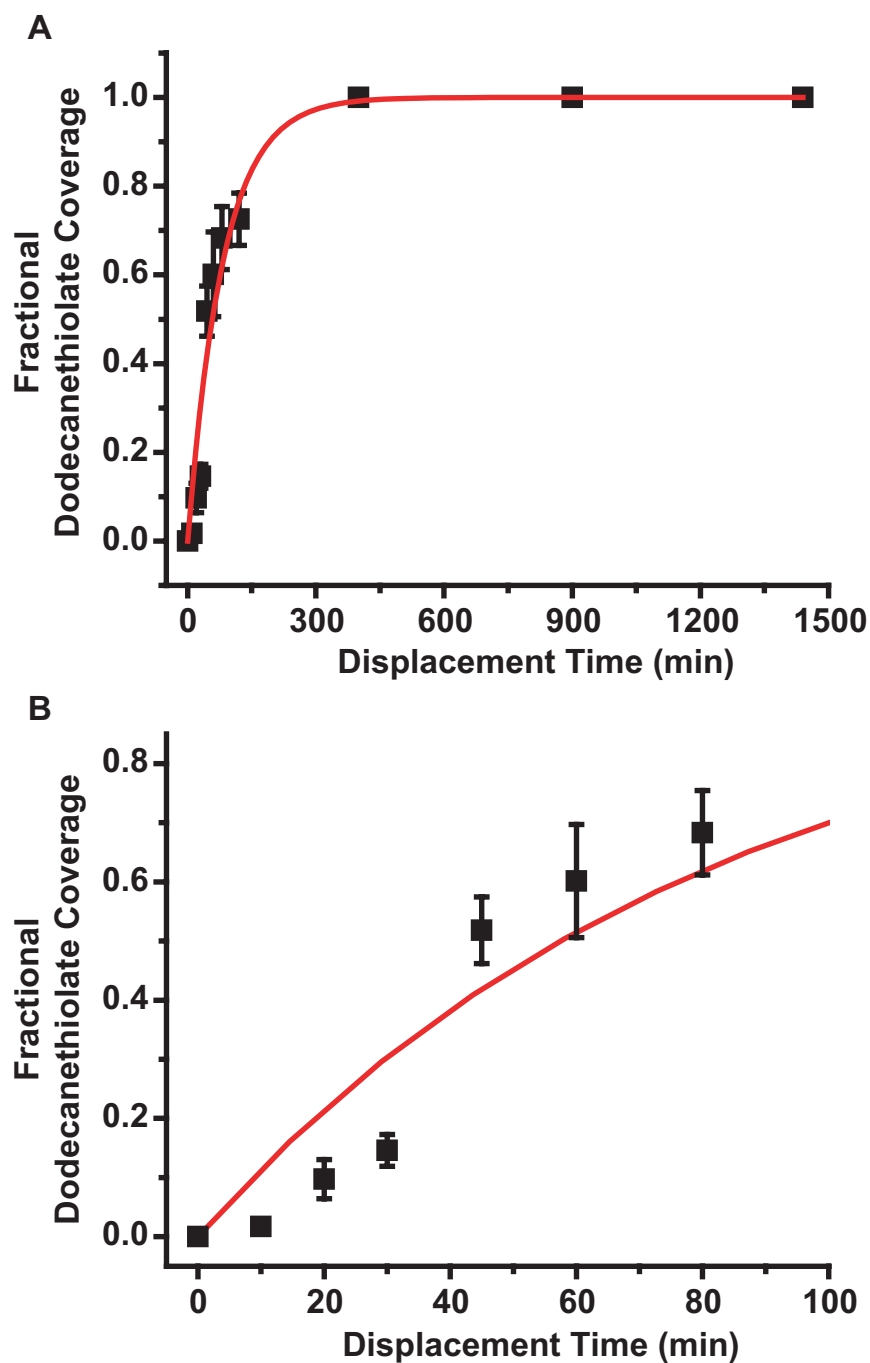 A
Fractional
Dodecanethiolate Coverage
1.0
0.8
0.6
0.4
0.2
0.0
0 300 600 900 1200 1500
Displacement Time (min)
B
Fractional
Dodecanethiolate Coverage
0.8
0.6
0.4
0.2
0.0
0 20 40 60 80 100
Displacement Time (min)